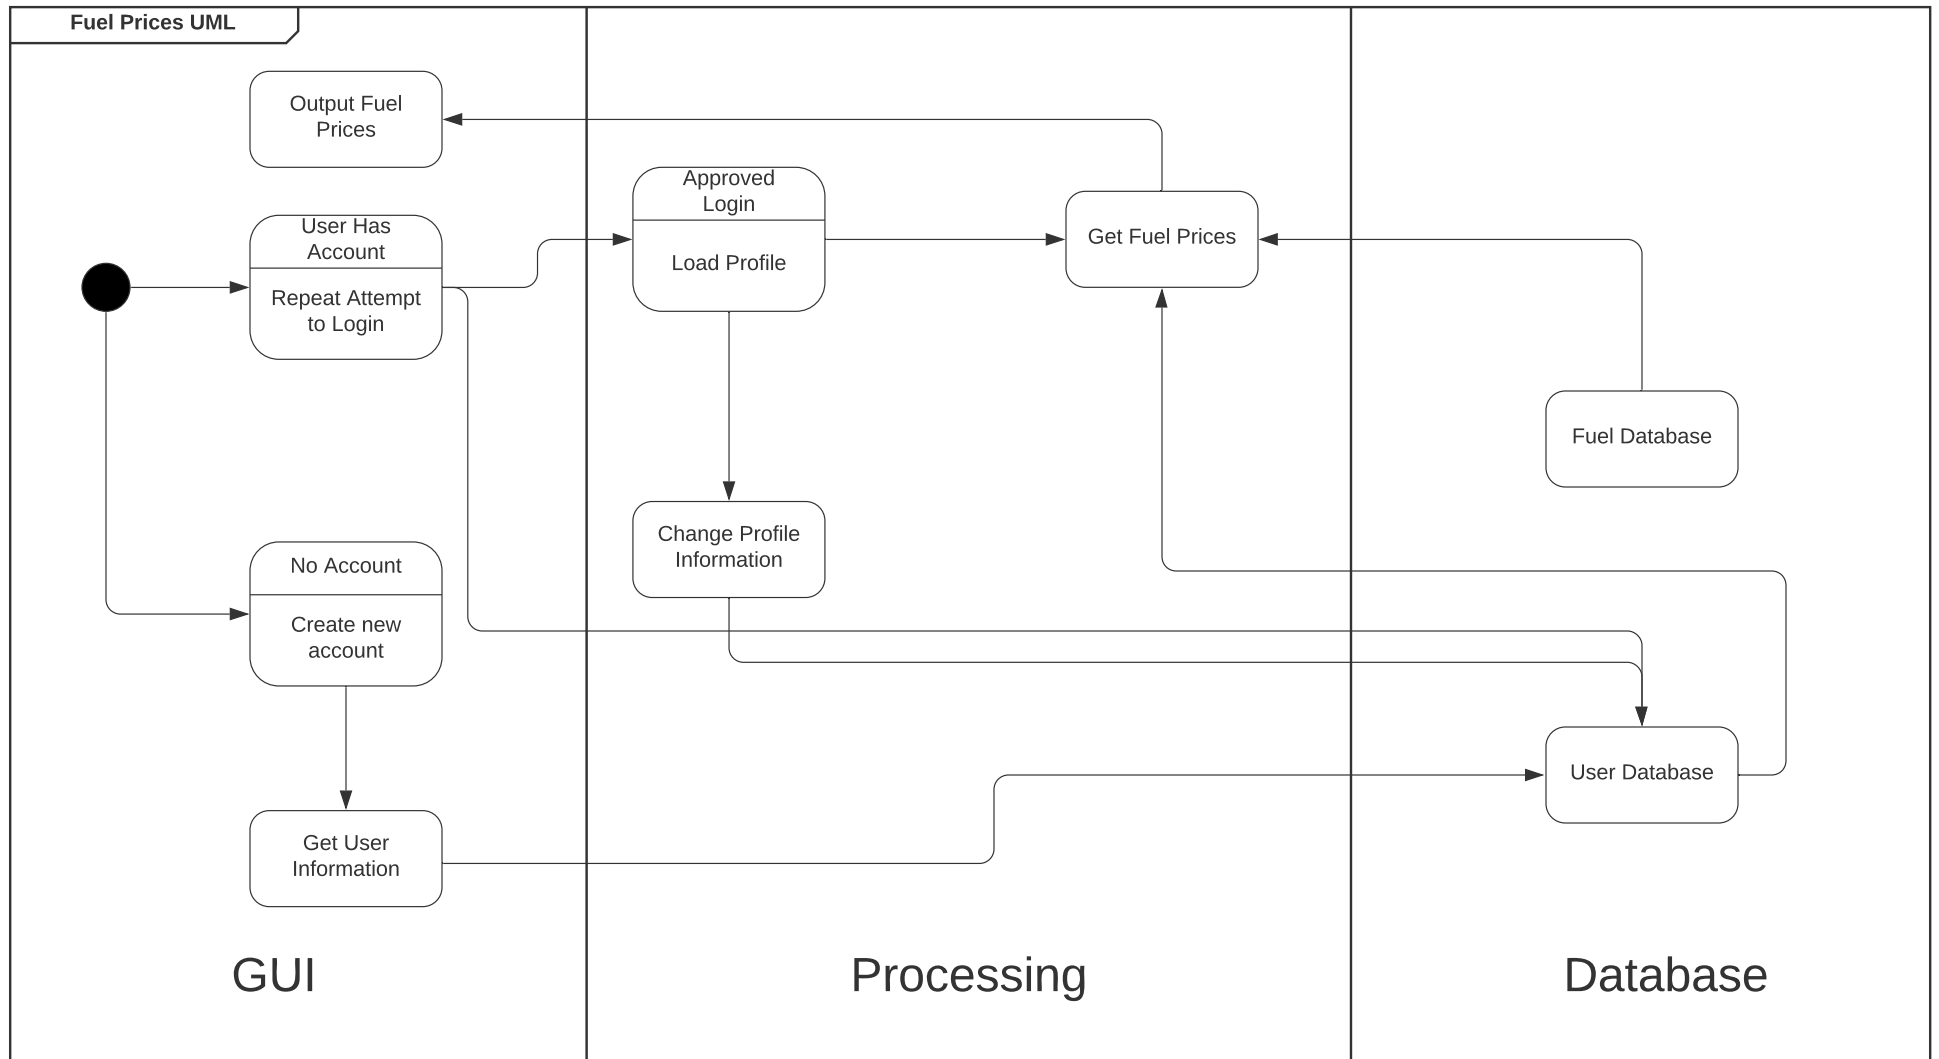 Fuel Prices UML
Output Fuel
Prices
User Has
Account
Repeat Attempt
to Login
No Account
Create new
account
Get User
Information
GUI
Approved
Login
Load Profile
Get Fuel Prices
Change Profile
Information
Processing
Fuel Database
User Database
Database